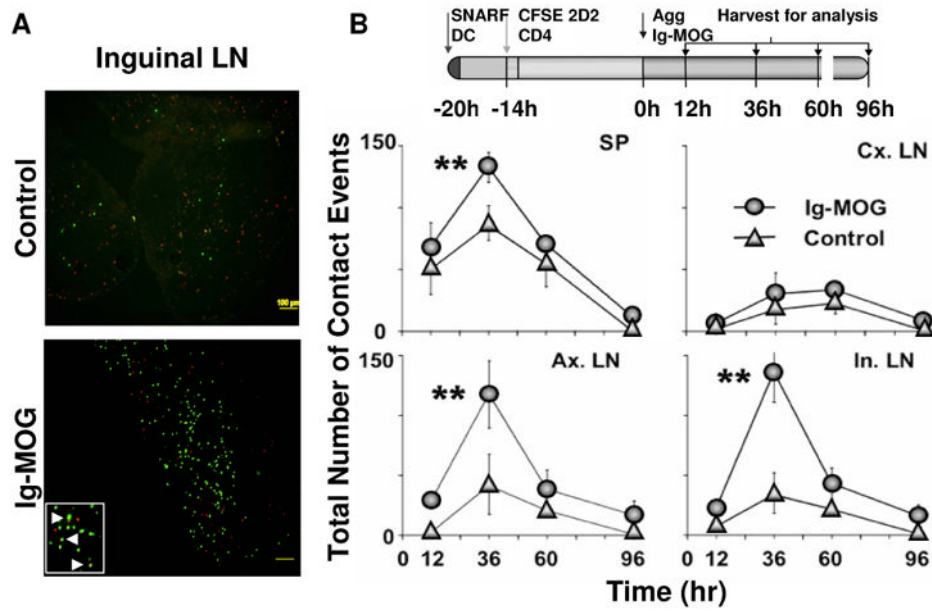 A
Inguinal LN
Control
100 µm
Ig-MOG
B
SNARF
DC
CFSE 2D2
CD4
Agg
Ig-MOG
Harvest for analysis
-20h
-14h
0h
12h
36h
60h
96h
Total Number of Contact Events
150
0
**
SP
Cx. LN
Ig-MOG
Control
150
0
**
Ax. LN
**
In. LN
0 12 36 60 96
0 12 36 60 96
Time (hr)